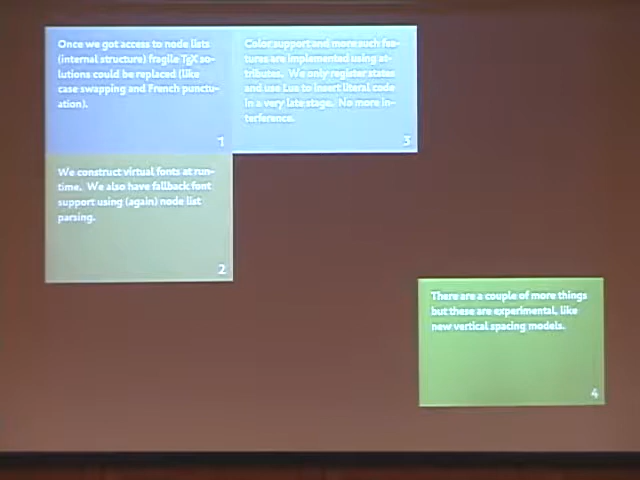 Once we got access to node lists
(internal structure) fragile TEX so-
lutions could be replaced (like
case swapping and French punctu-
ation).
1
We construct virtual fonts at run-
time. We also have fallback font
support using (again) node list
parsing.
2
Color support and more such fea-
tures are implemented using at-
tributes. We only register states
and use Lua to insert literal code
in a very late stage. No more in-
terference.
3
There are a couple of more things
but these are experimental, like
new vertical spacing models.
4